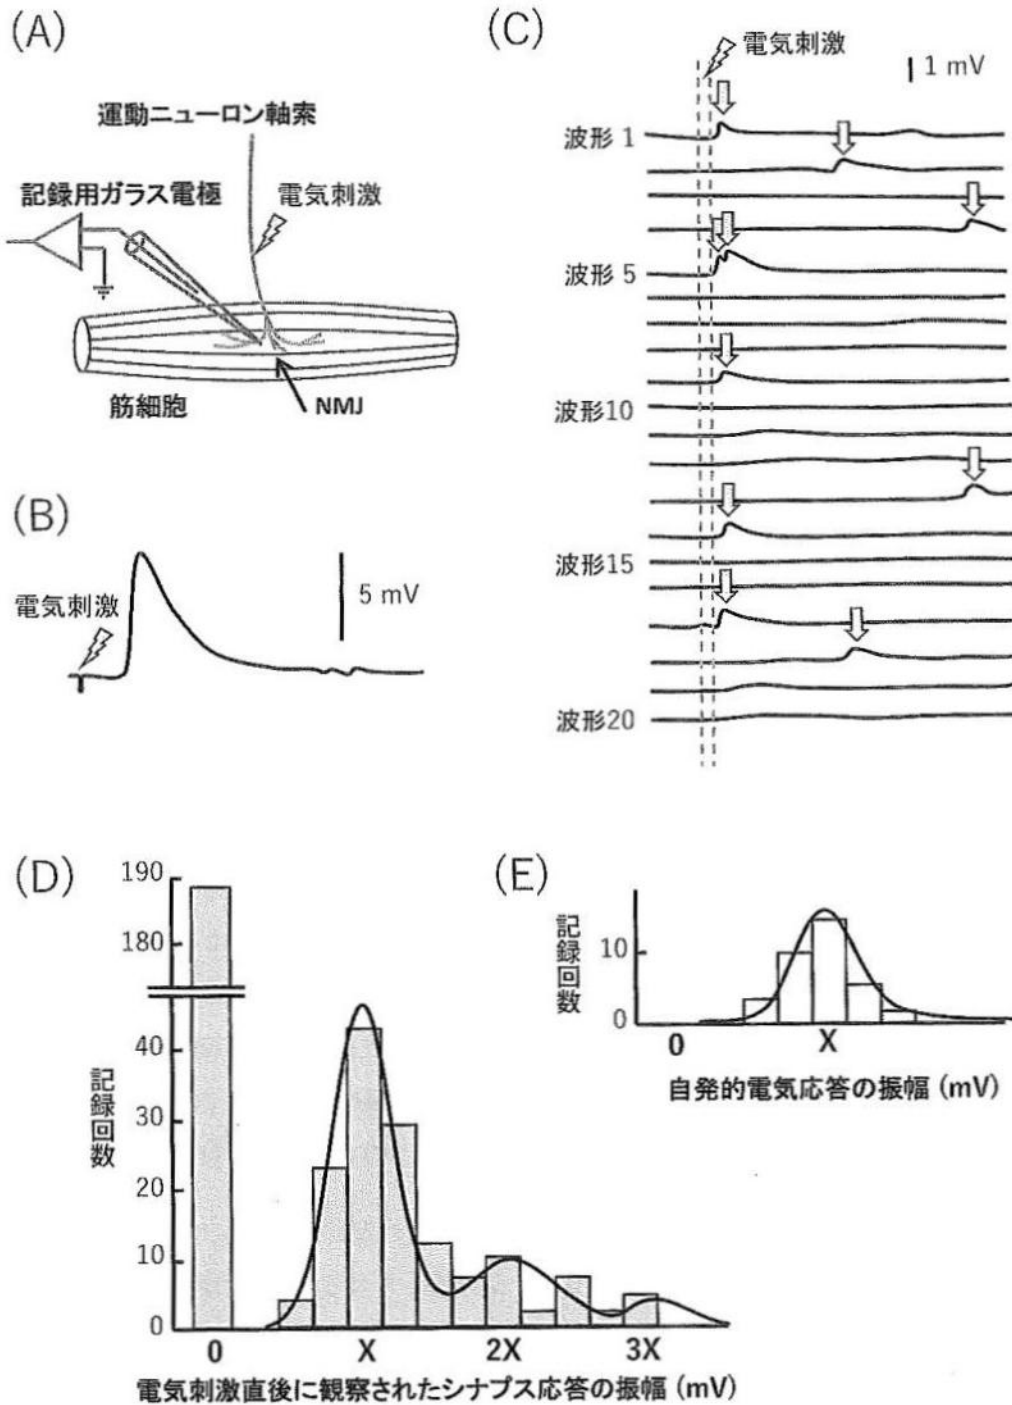 (A)
運動ニューロン軸索
記録用ガラス電極
電気刺激
筋細胞
NMJ
(B)
電気刺激
5 mV
(C)
電気刺激
1 mV
波形 1
波形 5
波形10
波形15
波形20
(D)
190
180
40
30
20
10
0
記録回数
0 X 2X 3X
電気刺激直後に観察されたシナプス応答の振幅 (mV)
(E)
記録回数
10
0
0 X
自発的電気応答の振幅 (mV)